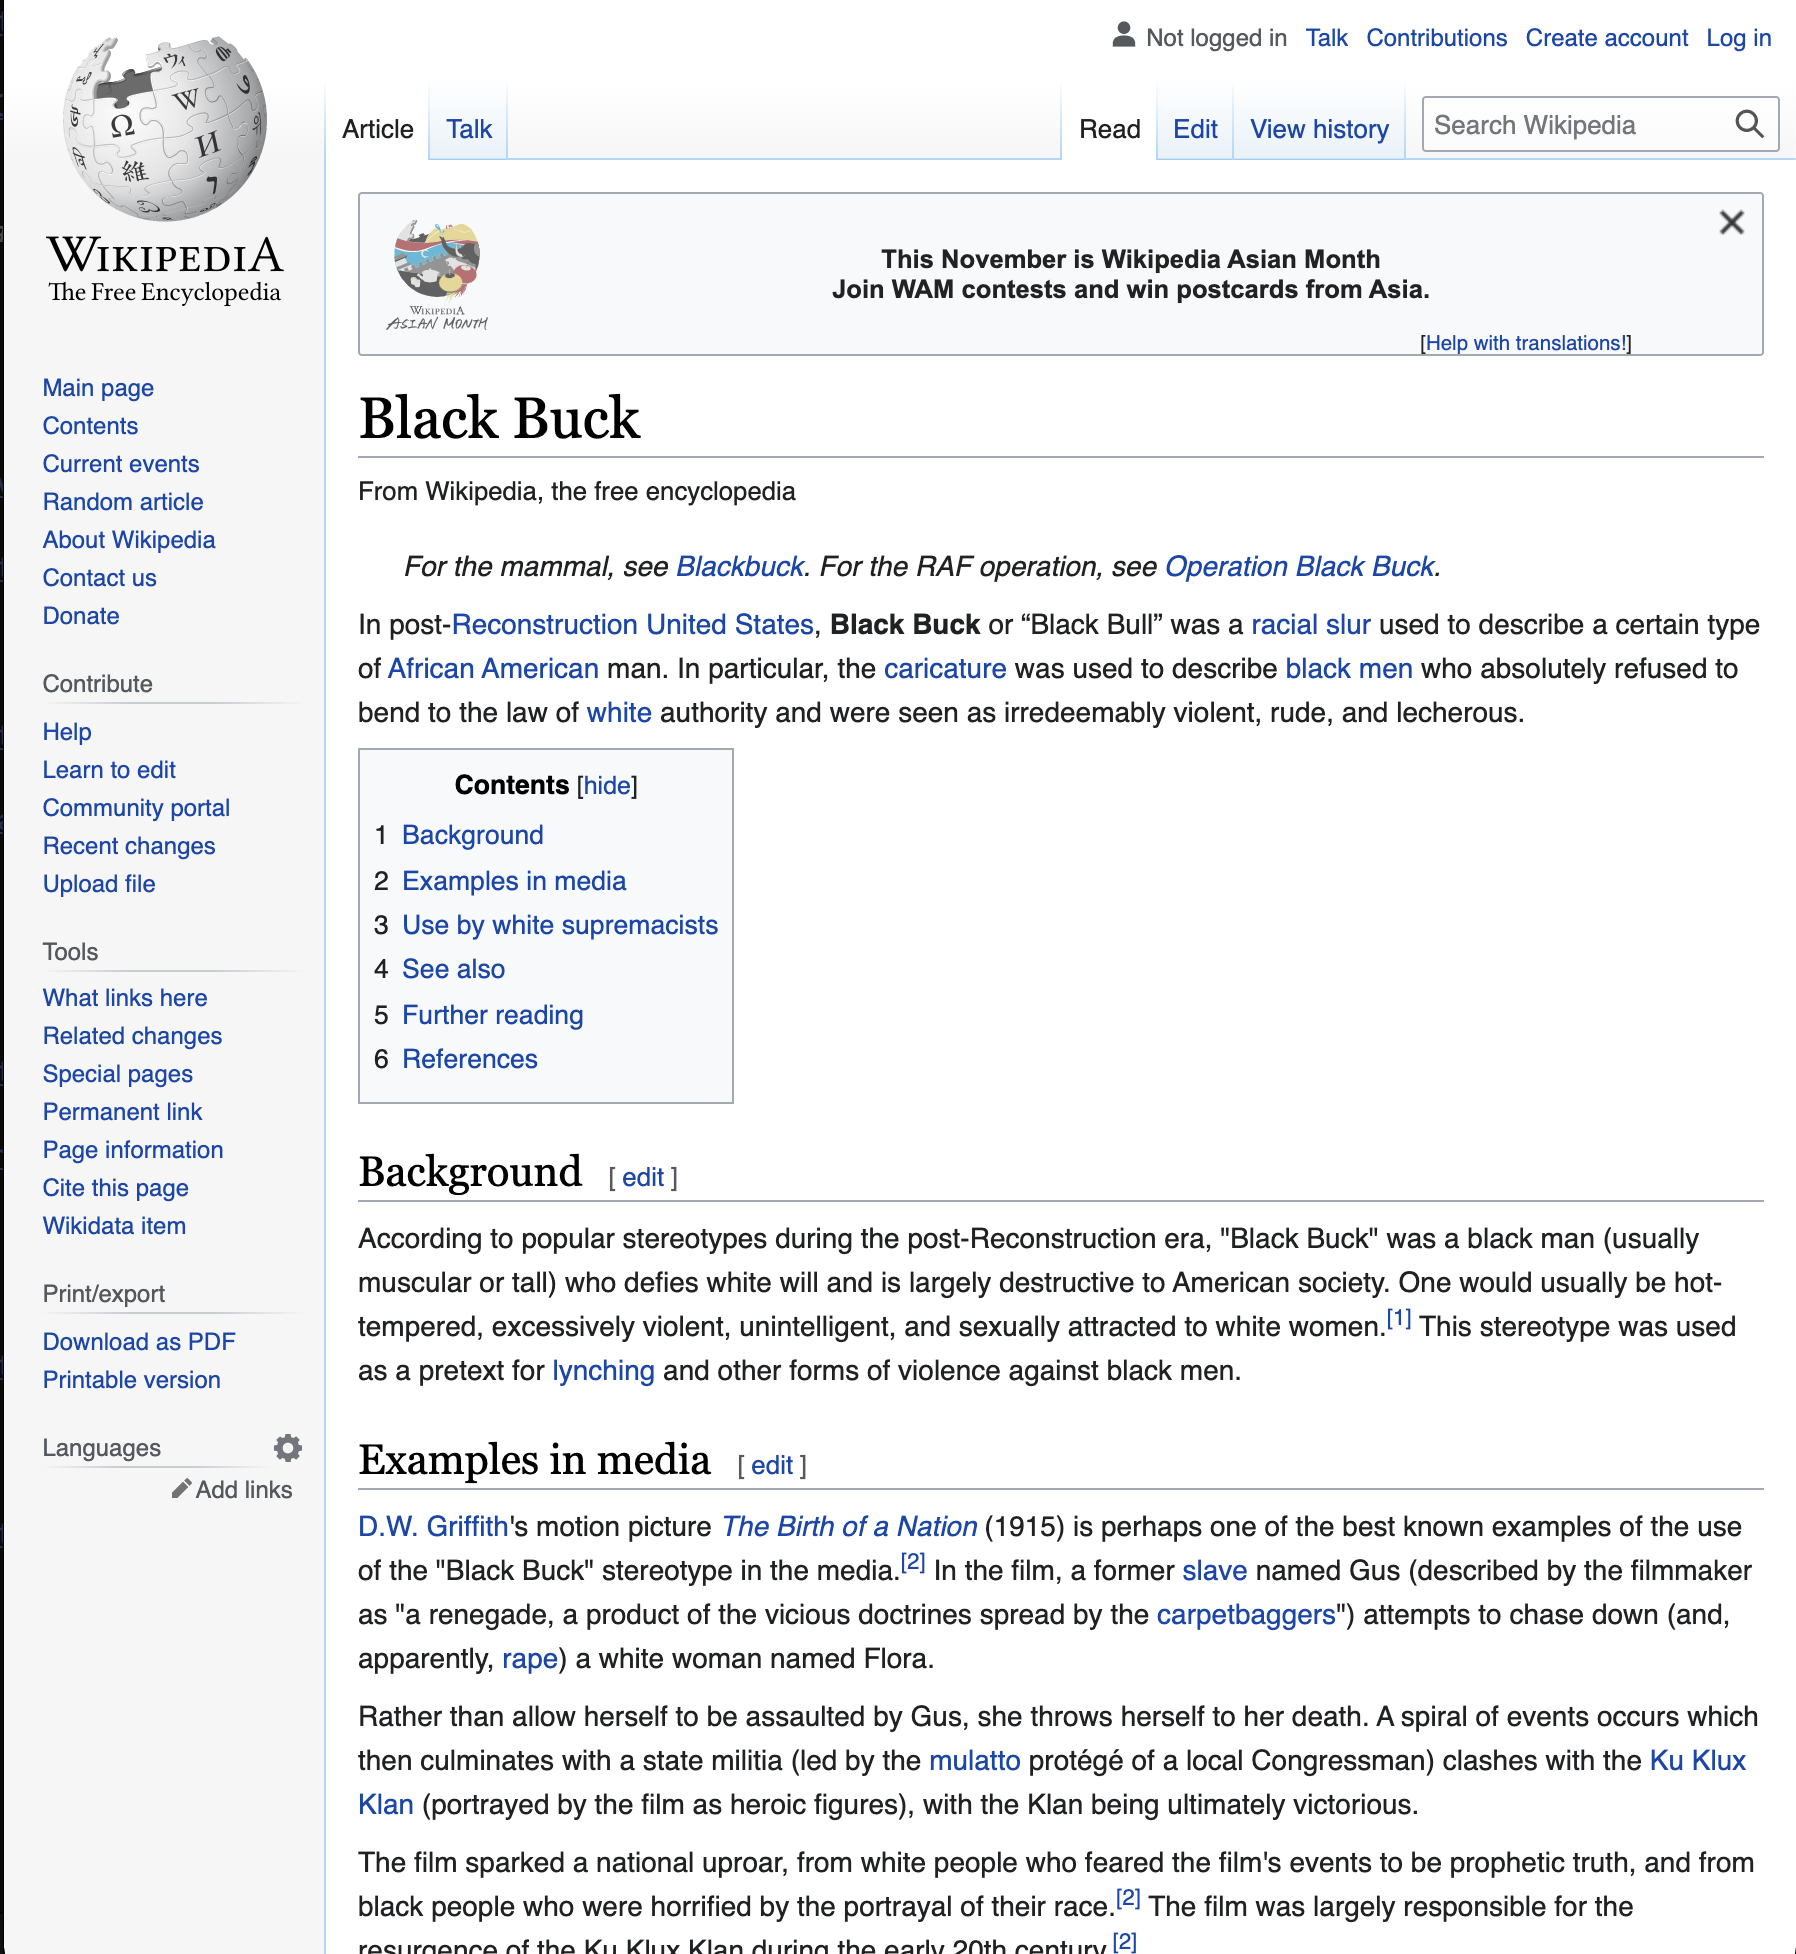 Not logged in Talk Contributions Create account Log in
Article Talk Read Edit View history Search Wikipedia
WIKIPEDIA
The Free Encyclopedia
Main page
Contents
Current events
Random article
About Wikipedia
Contact us
Donate
Contribute
Help
Learn to edit
Community portal
Recent changes
Upload file
Tools
What links here
Related changes
Special pages
Permanent link
Page information
Cite this page
Wikidata item
Print/export
Download as PDF
Printable version
Languages
Add links
WIKIPEDIA
ASIAN MONTH
This November is Wikipedia Asian Month
Join WAM contests and win postcards from Asia.
[Help with translations!]
Black Buck
From Wikipedia, the free encyclopedia
For the mammal, see Blackbuck. For the RAF operation, see Operation Black Buck.
In post-Reconstruction United States, Black Buck or “Black Bull” was a racial slur used to describe a certain type
of African American man. In particular, the caricature was used to describe black men who absolutely refused to
bend to the law of white authority and were seen as irredeemably violent, rude, and lecherous.
Contents [hide]
1 Background
2 Examples in media
3 Use by white supremacists
4 See also
5 Further reading
6 References
Background [ edit ]
According to popular stereotypes during the post-Reconstruction era, "Black Buck" was a black man (usually
muscular or tall) who defies white will and is largely destructive to American society. One would usually be hot-
tempered, excessively violent, unintelligent, and sexually attracted to white women.[1] This stereotype was used
as a pretext for lynching and other forms of violence against black men.
Examples in media [ edit ]
D.W. Griffith's motion picture The Birth of a Nation (1915) is perhaps one of the best known examples of the use
of the "Black Buck" stereotype in the media.[2] In the film, a former slave named Gus (described by the filmmaker
as "a renegade, a product of the vicious doctrines spread by the carpetbaggers") attempts to chase down (and,
apparently, rape) a white woman named Flora.
Rather than allow herself to be assaulted by Gus, she throws herself to her death. A spiral of events occurs which
then culminates with a state militia (led by the mulatto protégé of a local Congressman) clashes with the Ku Klux
Klan (portrayed by the film as heroic figures), with the Klan being ultimately victorious.
The film sparked a national uproar, from white people who feared the film's events to be prophetic truth, and from
black people who were horrified by the portrayal of their race.[2] The film was largely responsible for the
resurgence of the Ku Klux Klan during the early 20th century.[2]